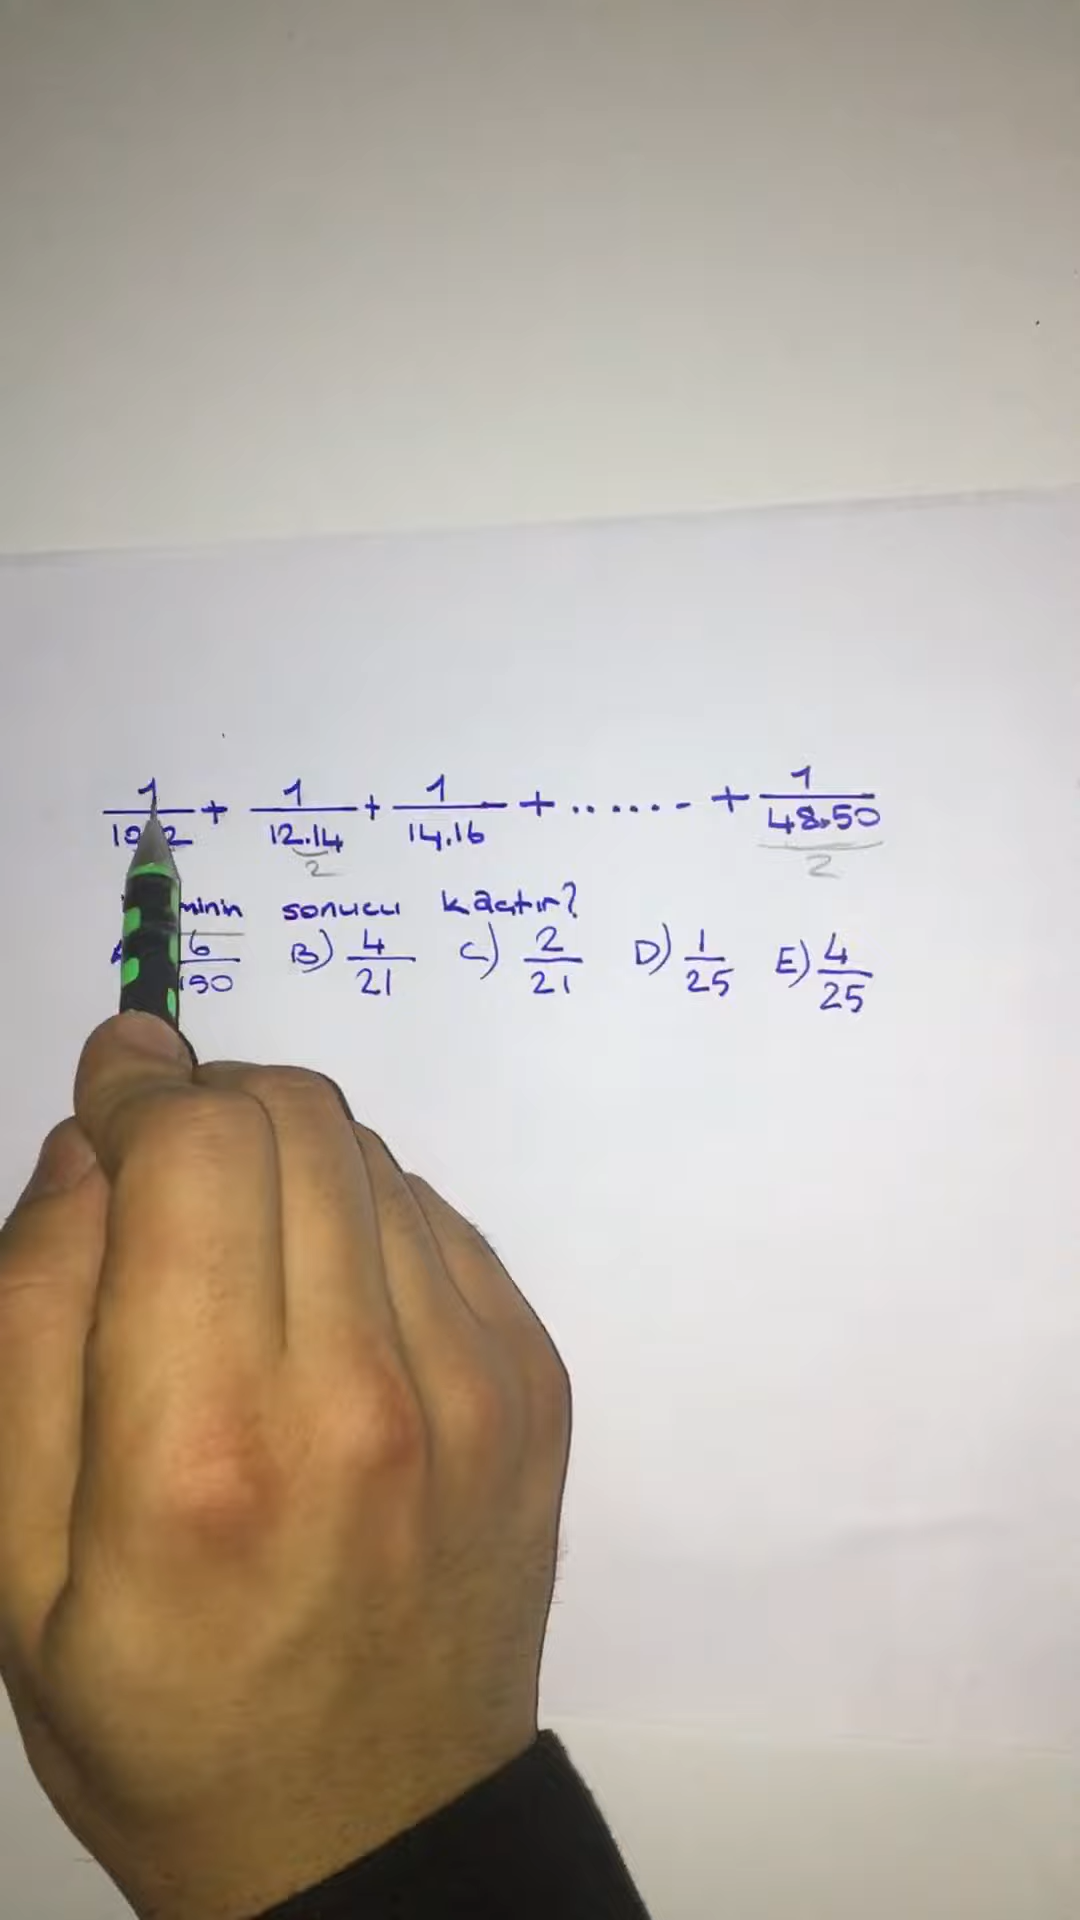 1/10.12 + 1/12.14 + 1/14.16 + ....... + 1/48.50
2 2
sonucu kaçtır?
6/150 B) 4/21 C) 2/21 D) 1/25 E) 4/25